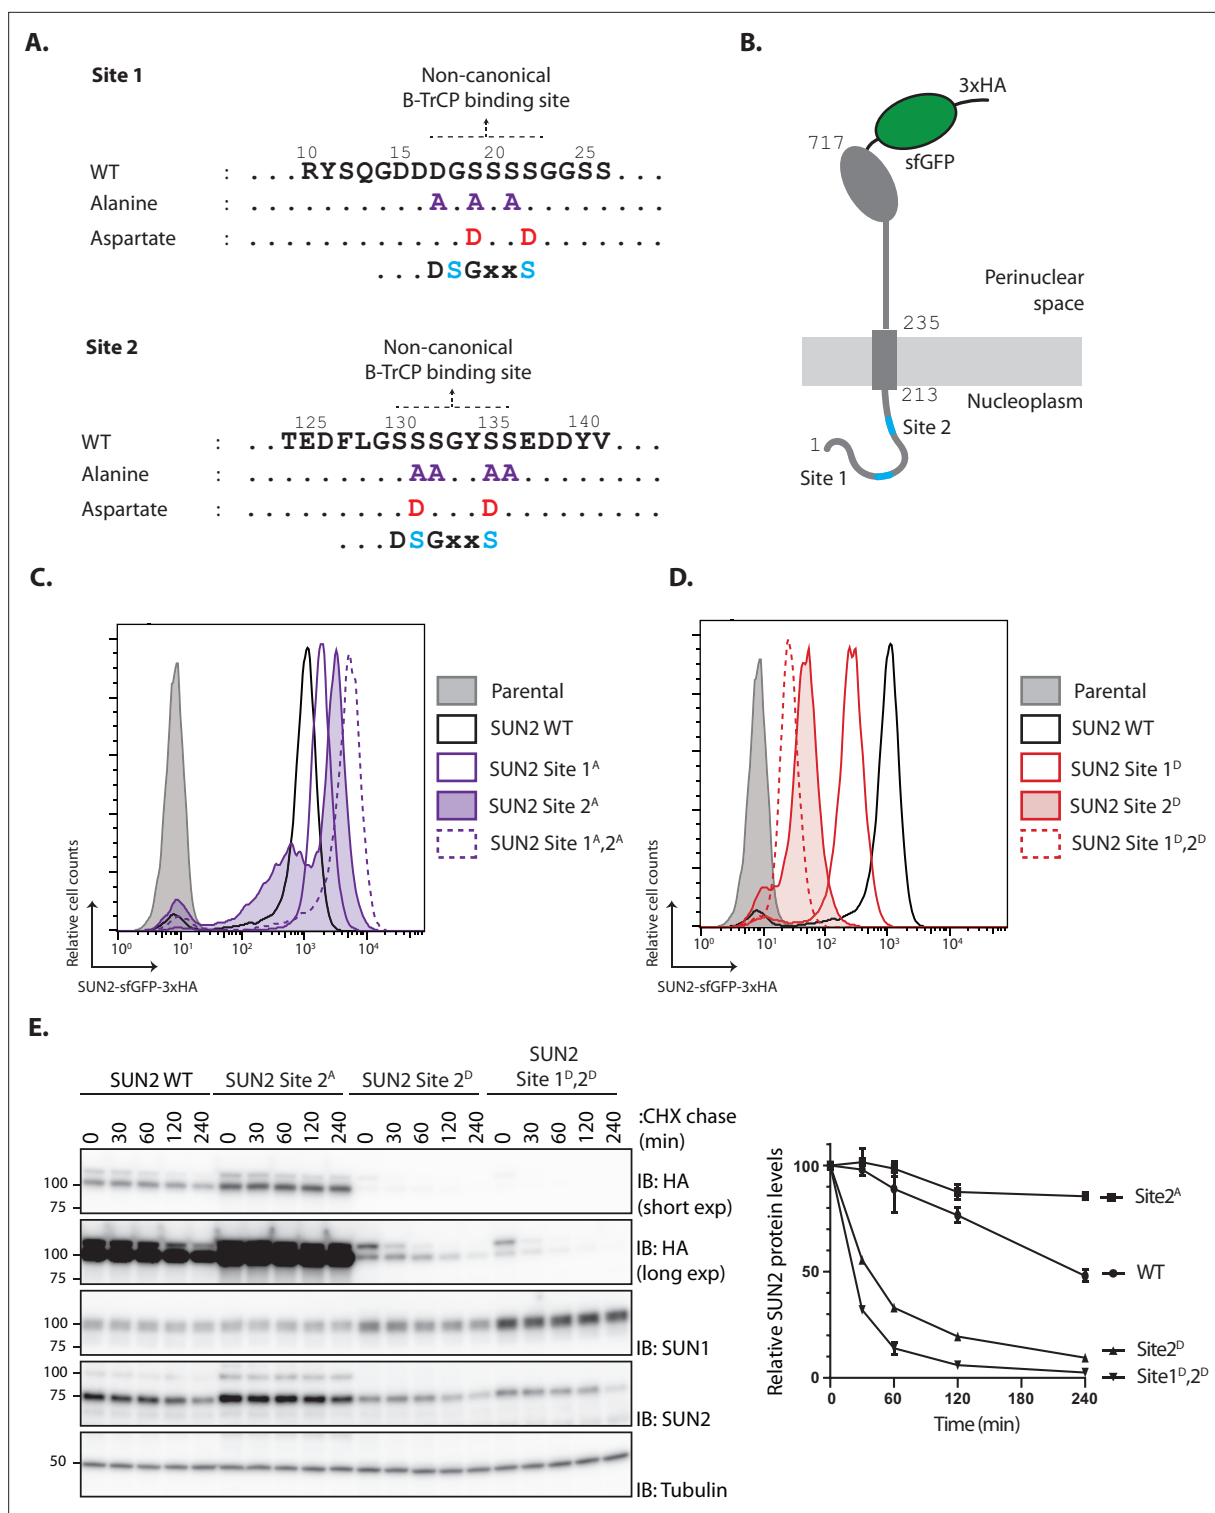 A.
Site 1
Non-canonical
B-TrCP binding site
10 15 20 25
WT : ...RYSQGDDDGSSSSGGSS...
Alanine : ..........A.A.A..........
Aspartate : ............D..D.......
...DSGxxS
Site 2
Non-canonical
B-TrCP binding site
125 130 135 140
WT : ...TEDFLGSSSGYSSEDDYV...
Alanine : .........AA..AA........
Aspartate : .........D...D.........
...DSGxxS
B.
3xHA
717
sfGFP
Perinuclear
space
235
213
Nucleoplasm
Site 2
1
Site 1
C.
Relative cell counts
10⁰ 10¹ 10² 10³ 10⁴
SUN2-sfGFP-3xHA
Parental
SUN2 WT
SUN2 Site 1ᴬ
SUN2 Site 2ᴬ
SUN2 Site 1ᴬ,2ᴬ
D.
Relative cell counts
10⁰ 10¹ 10² 10³ 10⁴
SUN2-sfGFP-3xHA
Parental
SUN2 WT
SUN2 Site 1ᴰ
SUN2 Site 2ᴰ
SUN2 Site 1ᴰ,2ᴰ
E.
SUN2 WT SUN2 Site 2ᴬ SUN2 Site 2ᴰ SUN2 Site 1ᴰ,2ᴰ
0 30 60 120 240 0 30 60 120 240 0 30 60 120 240 0 30 60 120 240 :CHX chase (min)
100
75
IB: HA
(short exp)
100
75
IB: HA
(long exp)
100
75
IB: SUN1
100
75
IB: SUN2
50
IB: Tubulin
Relative SUN2 protein levels
100
50
0
0 60 120 180 240
Time (min)
Site2ᴬ
WT
Site2ᴰ
Site1ᴰ,2ᴰ